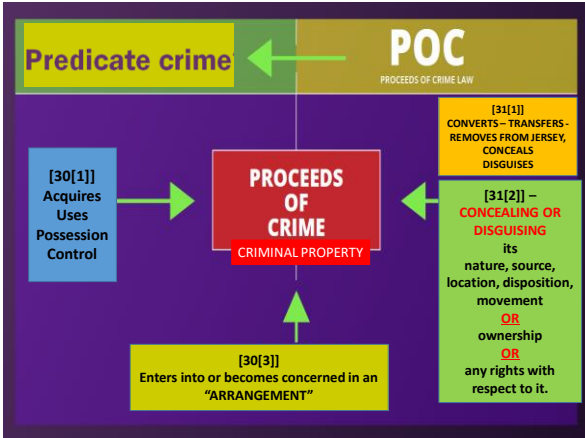 Predicate crime
POC
PROCEEDS OF CRIME LAW
[31[1]]
CONVERTS – TRANSFERS -
REMOVES FROM JERSEY,
CONCEALS
DISGUISES
[30[1]]
Acquires
Uses
Possession
Control
PROCEEDS
OF
CRIME
CRIMINAL PROPERTY
[31[2]] –
CONCEALING OR
DISGUISING
its
nature, source,
location, disposition,
movement
OR
ownership
OR
any rights with
respect to it.
[30[3]]
Enters into or becomes concerned in an
“ARRANGEMENT”